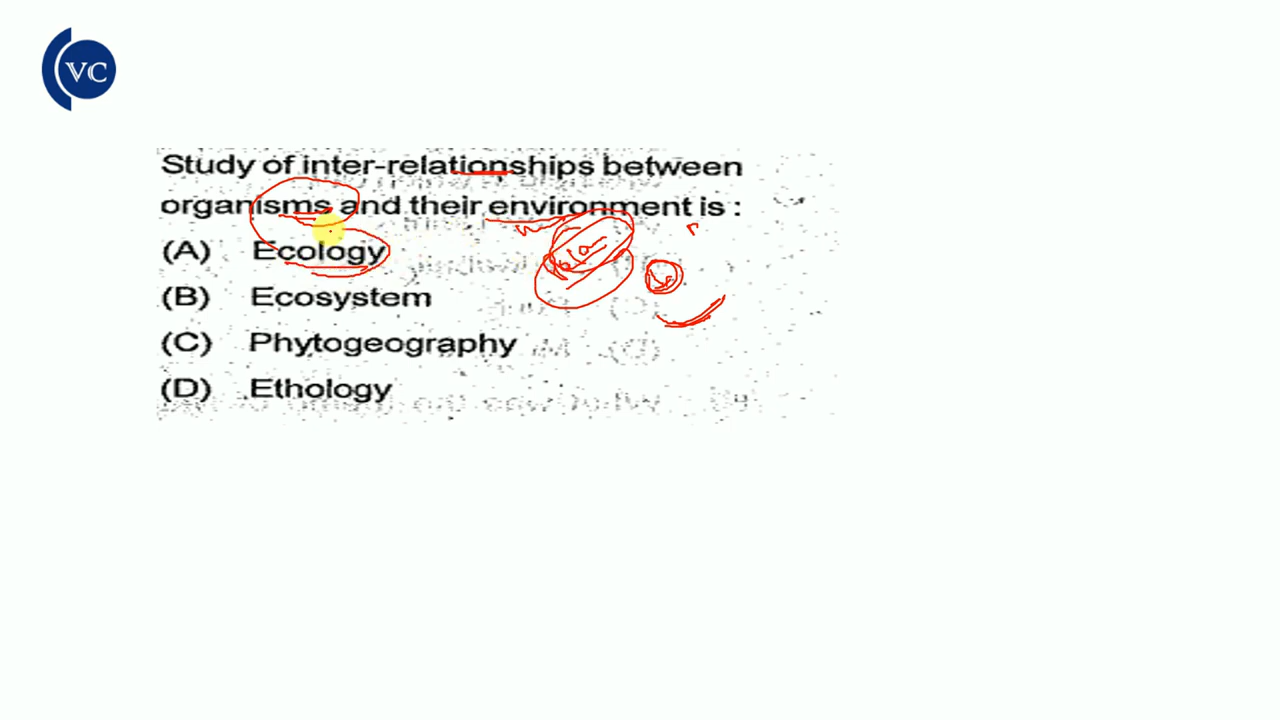 VC
Study of inter-relationships between
organisms and their environment is :
(A) Ecology
(B) Ecosystem
(C) Phytogeography
(D) Ethology